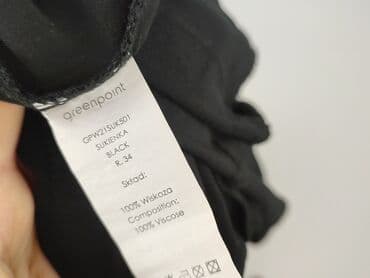 greenpoint
GPW21SUK501
SUKIENKA
BLACK
R. 34
Skład:
100% Wiskoza
Composition:
100% Viscose